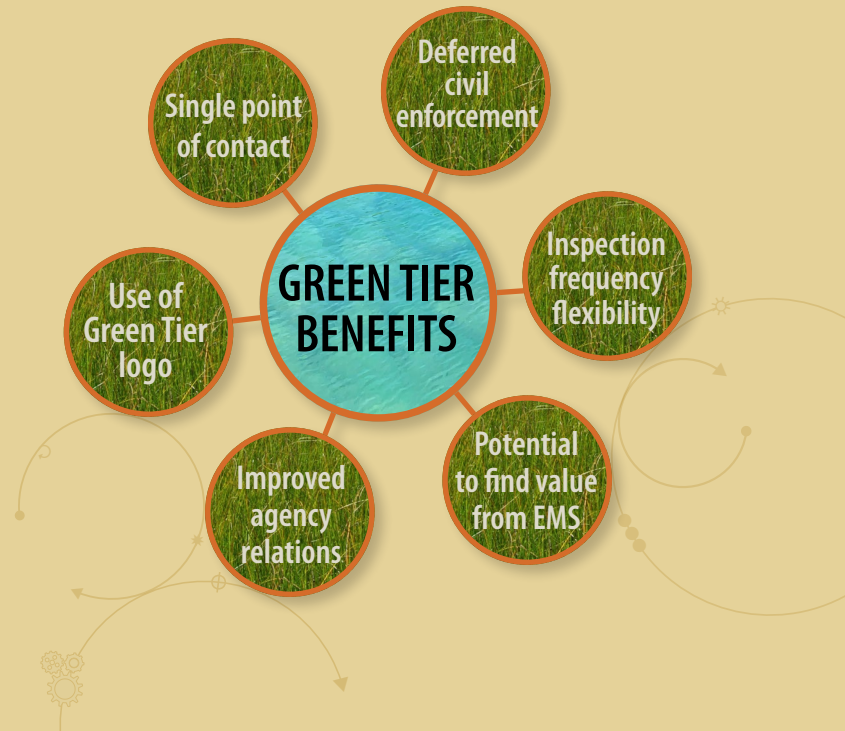 Deferred
civil
enforcement
Single point
of contact
Inspection
frequency
flexibility
GREEN TIER
BENEFITS
Use of
Green Tier
logo
Potential
to find value
from EMS
Improved
agency
relations